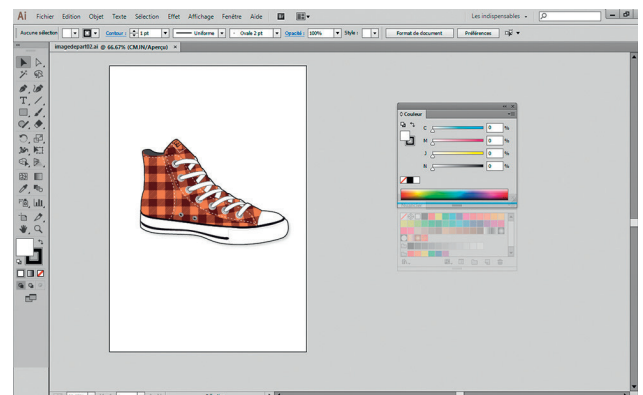 Ai Fichier Edition Objet Texte Sélection Effet Affichage Fenêtre Aide Br Les indispensables
Aucune sélection Contour : 1 pt Uniforme Ovale 2 pt Opacité : 100% Style : Format de document Préférences
imagedepart02.ai @ 66.67% (CMJN/Aperçu) ×
Couleur
C 0 %
M 0 %
J 0 %
N 0 %